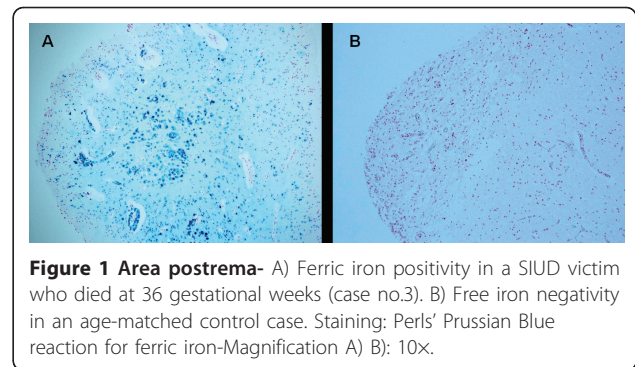 A
B
Figure 1 Area postrema- A) Ferric iron positivity in a SIUD victim
who died at 36 gestational weeks (case no.3). B) Free iron negativity
in an age-matched control case. Staining: Perls’ Prussian Blue
reaction for ferric iron-Magnification A) B): 10×.